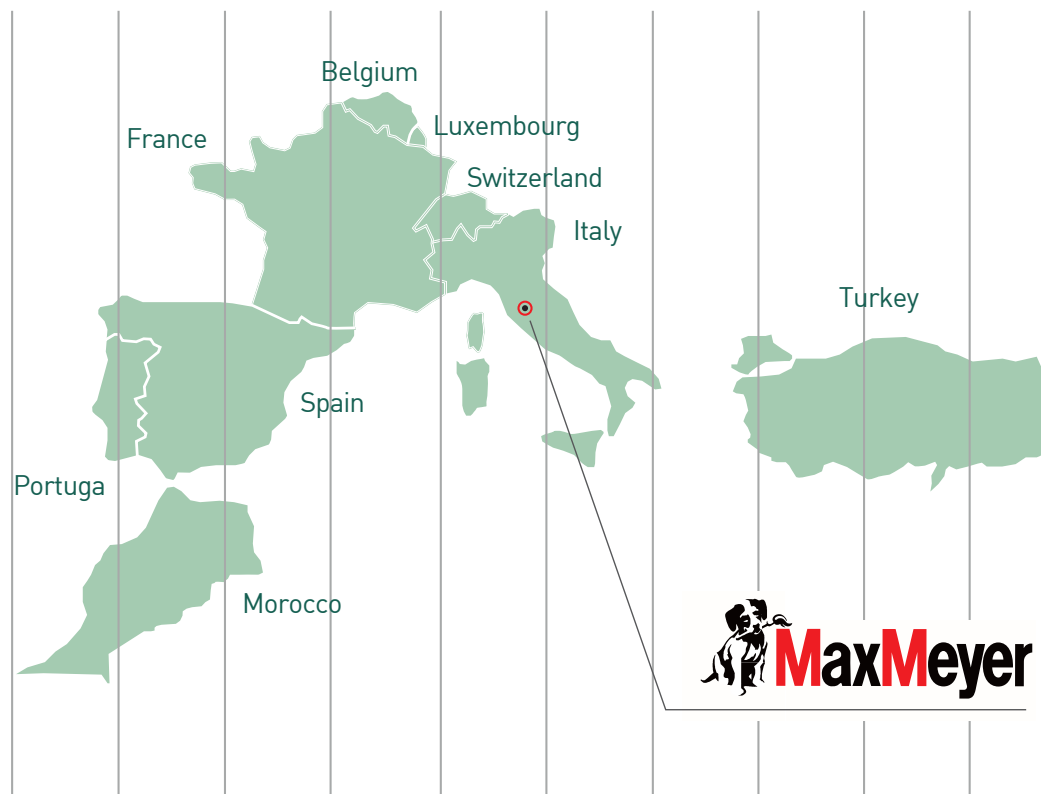 Belgium
Luxembourg
France
Switzerland
Italy
Turkey
Spain
Portuga
Morocco
MaxMeyer